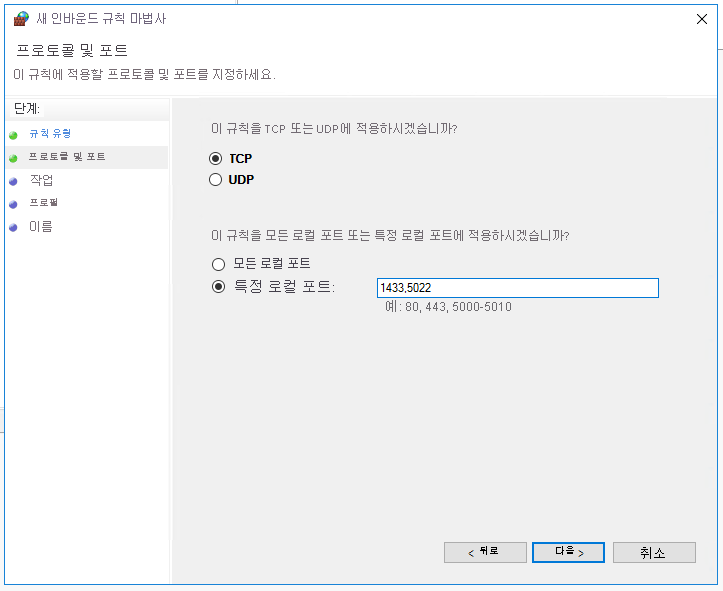 새 인바운드 규칙 마법사
프로토콜 및 포트
이 규칙에 적용할 프로토콜 및 포트를 지정하세요.
단계:
규칙 유형
프로토콜 및 포트
작업
프로필
이름
이 규칙을 TCP 또는 UDP에 적용하시겠습니까?
TCP
UDP
이 규칙을 모든 로컬 포트 또는 특정 로컬 포트에 적용하시겠습니까?
모든 로컬 포트
특정 로컬 포트: 1433,5022
예: 80, 443, 5000-5010
< 뒤로 다음 > 취소